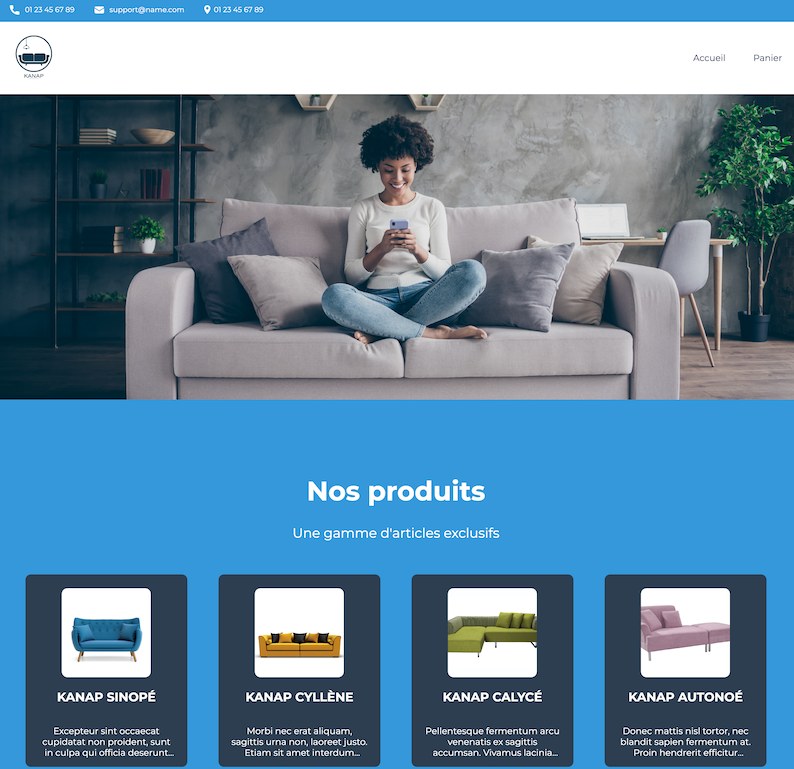 01 23 45 67 89 support@name.com 01 23 45 67 89
KANAP
Accueil Panier
Nos produits
Une gamme d'articles exclusifs
KANAP SINOPÉ
Excepteur sint occaecat
cupidatat non proident, sunt
in culpa qui officia deserunt...
KANAP CYLLÈNE
Morbi nec erat aliquam,
sagittis urna non, laoreet justo.
Etiam sit amet interdum...
KANAP CALYCÉ
Pellentesque fermentum arcu
venenatis ex sagittis
accumsan. Vivamus lacinia...
KANAP AUTONOÉ
Donec mattis nisl tortor, nec
blandit sapien fermentum at.
Proin hendrerit efficitur...